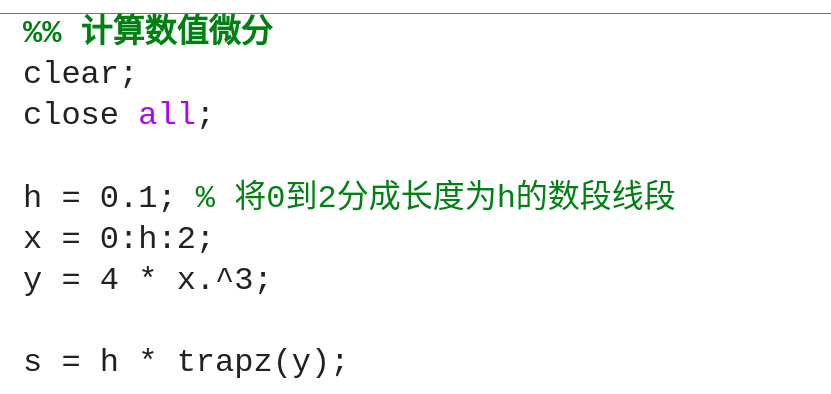 %% 计算数值微分
clear;
close all;
h = 0.1; % 将0到2分成长度为h的数段线段
x = 0:h:2;
y = 4 * x.^3;
s = h * trapz(y);